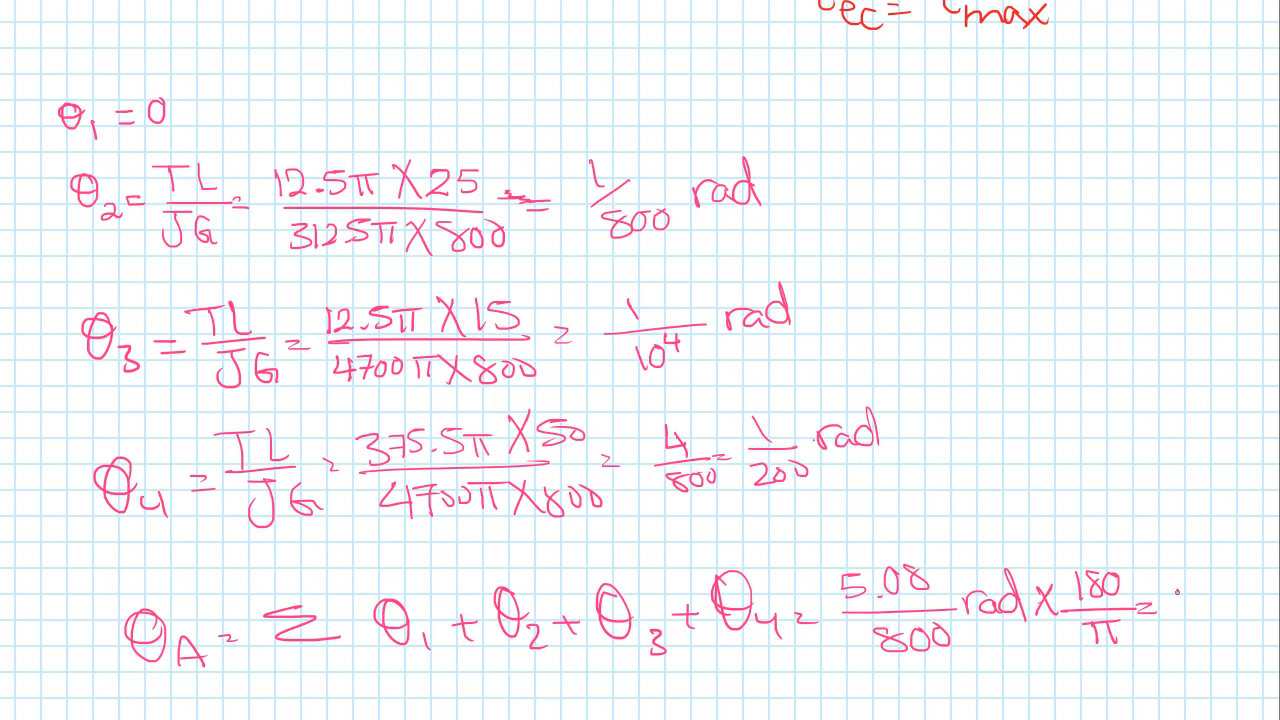 max
θ₁ = 0
θ₂ = TL/JG = 12.5π × 25 / 3125π × 800 = 1/800 rad
θ₃ = TL/JG = 12.5π × 15 / 4700π × 800 = 1/10⁴ rad
θ₄ = TL/JG = 375.5π × 50 / 4700π × 800 = 4/800 = 1/200 rad
θA = Σ θ₁ + θ₂ + θ₃ + θ₄ = 5.08/800 rad × 180/π =